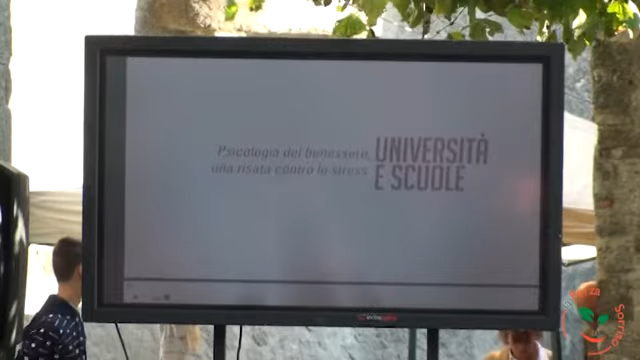 Psicologia del benessere,
una risata contro lo stress
UNIVERSITÀ
E SCUOLE